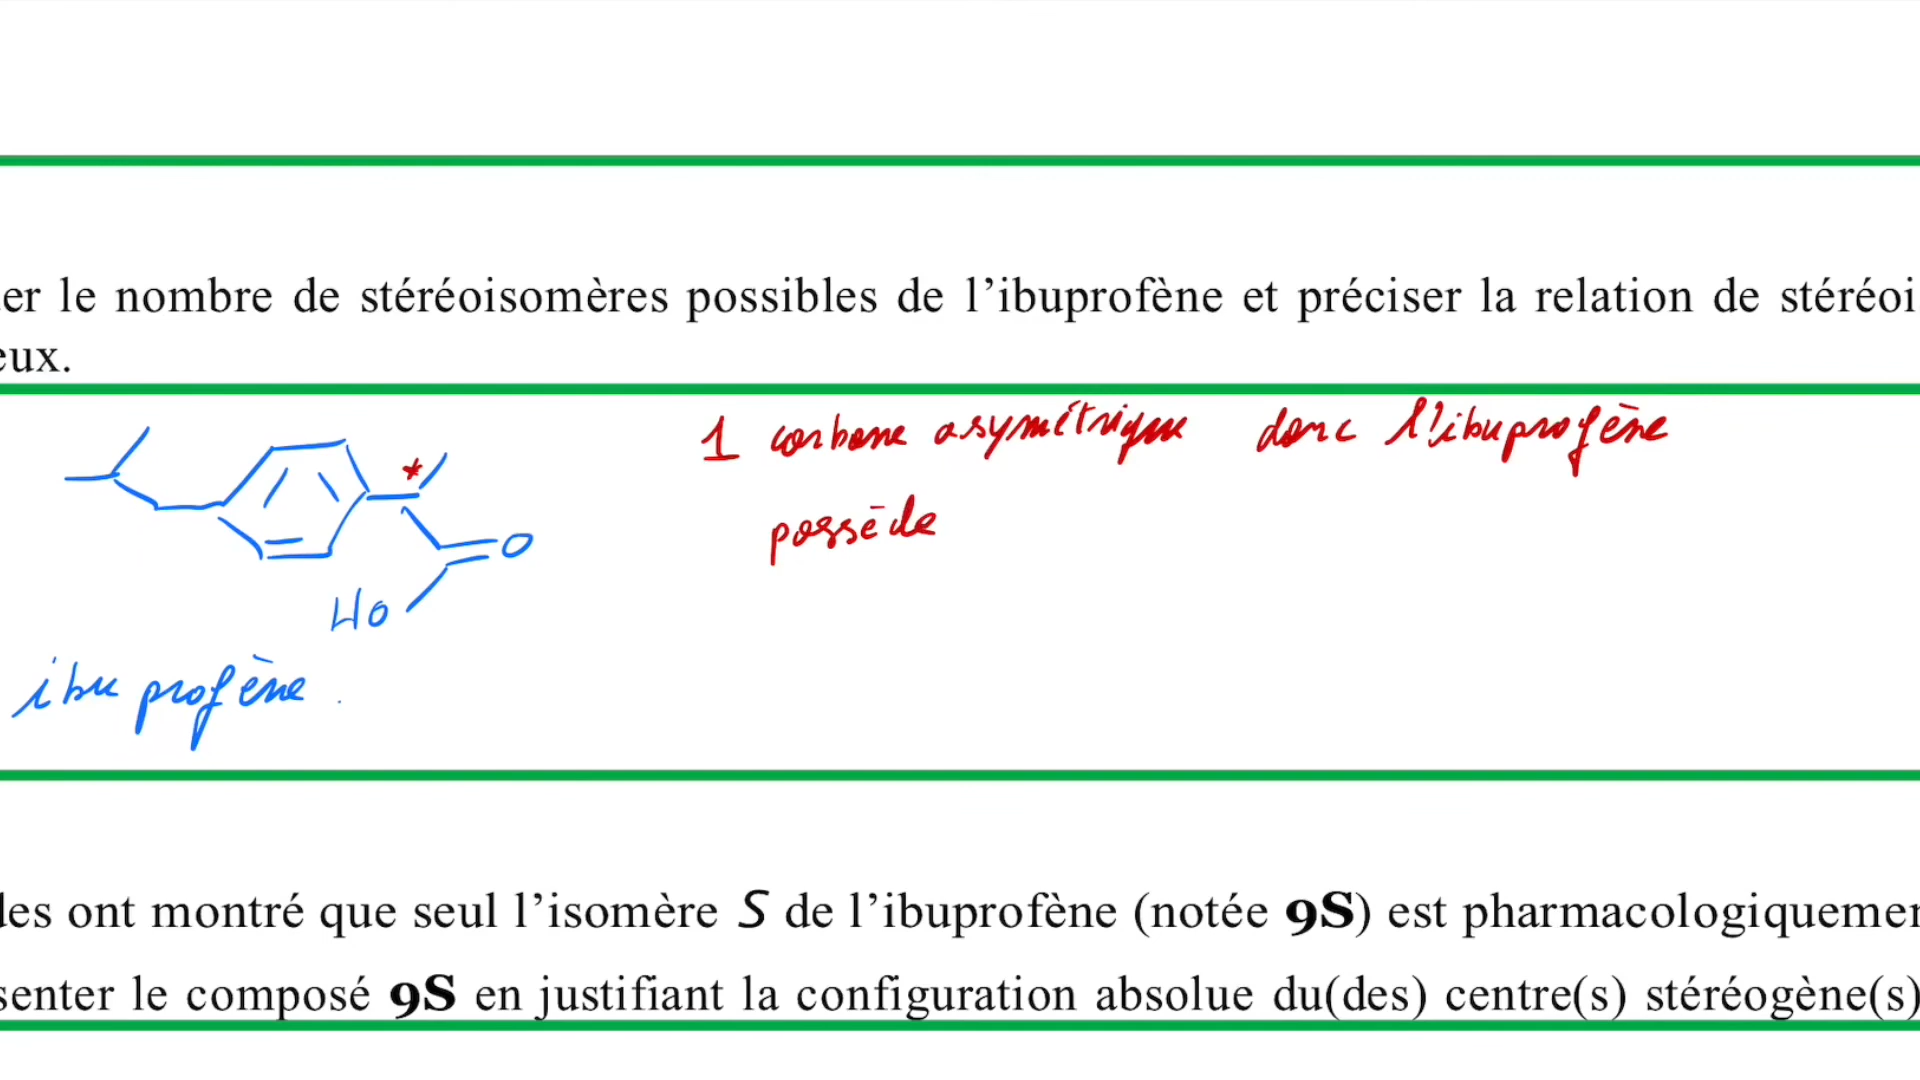 er le nombre de stéréoisomères possibles de l’ibuprofène et préciser la relation de stéréoi
eux.
1 carbone asymétrique donc l'ibuprofène
possède
*
O
HO
ibuprofène.
des ont montré que seul l’isomère S de l’ibuprofène (notée 9S) est pharmacologiquemen
senter le composé 9S en justifiant la configuration absolue du(des) centre(s) stéréogène(s)